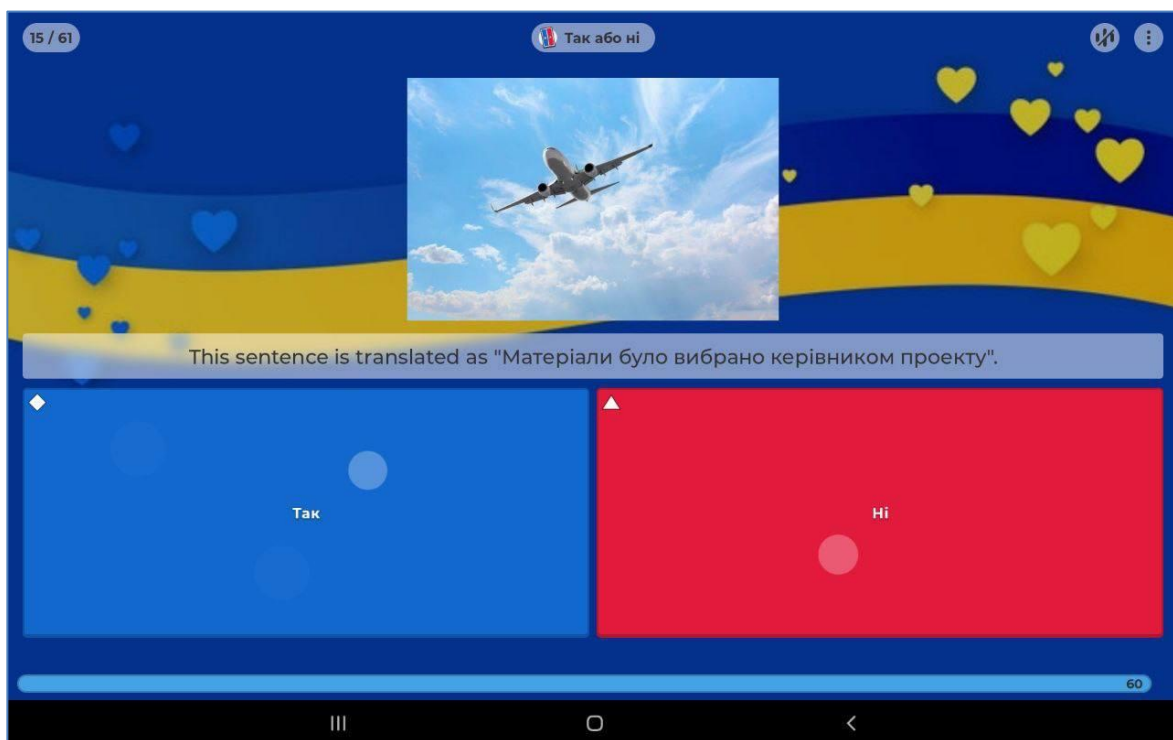 15 / 61
Так або ні
This sentence is translated as "Матеріали було вибрано керівником проекту".
Так
Ні
60